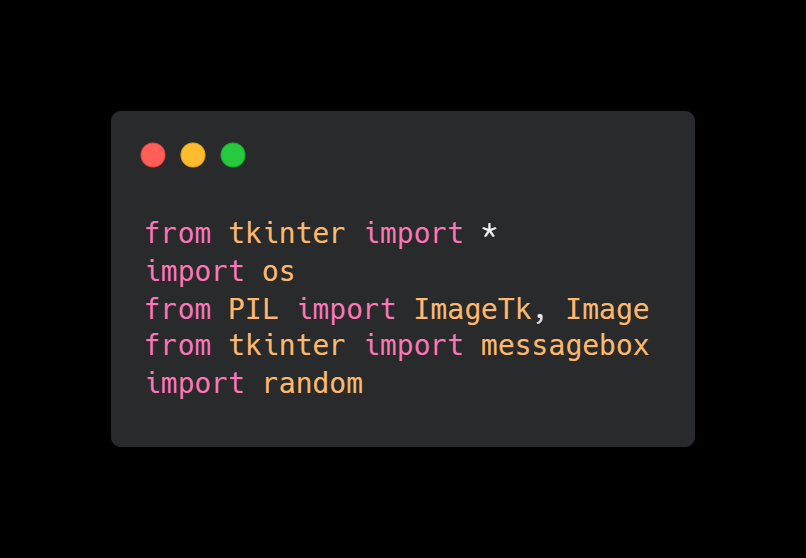 from tkinter import *
import os
from PIL import ImageTk, Image
from tkinter import messagebox
import random